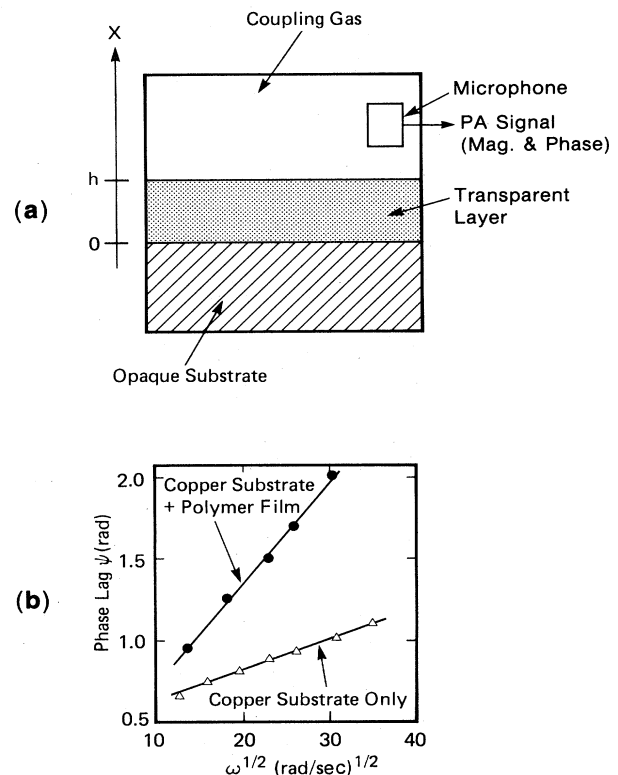 Coupling Gas
X
Microphone
PA Signal
(Mag. & Phase)
h
(a)
Transparent
Layer
0
Opaque Substrate
(b)
Phase Lag ψ (rad)
2.0
1.5
1.0
0.5
Copper Substrate
+ Polymer Film
Copper Substrate Only
10
20
30
40
ω^1/2 (rad/sec)^1/2